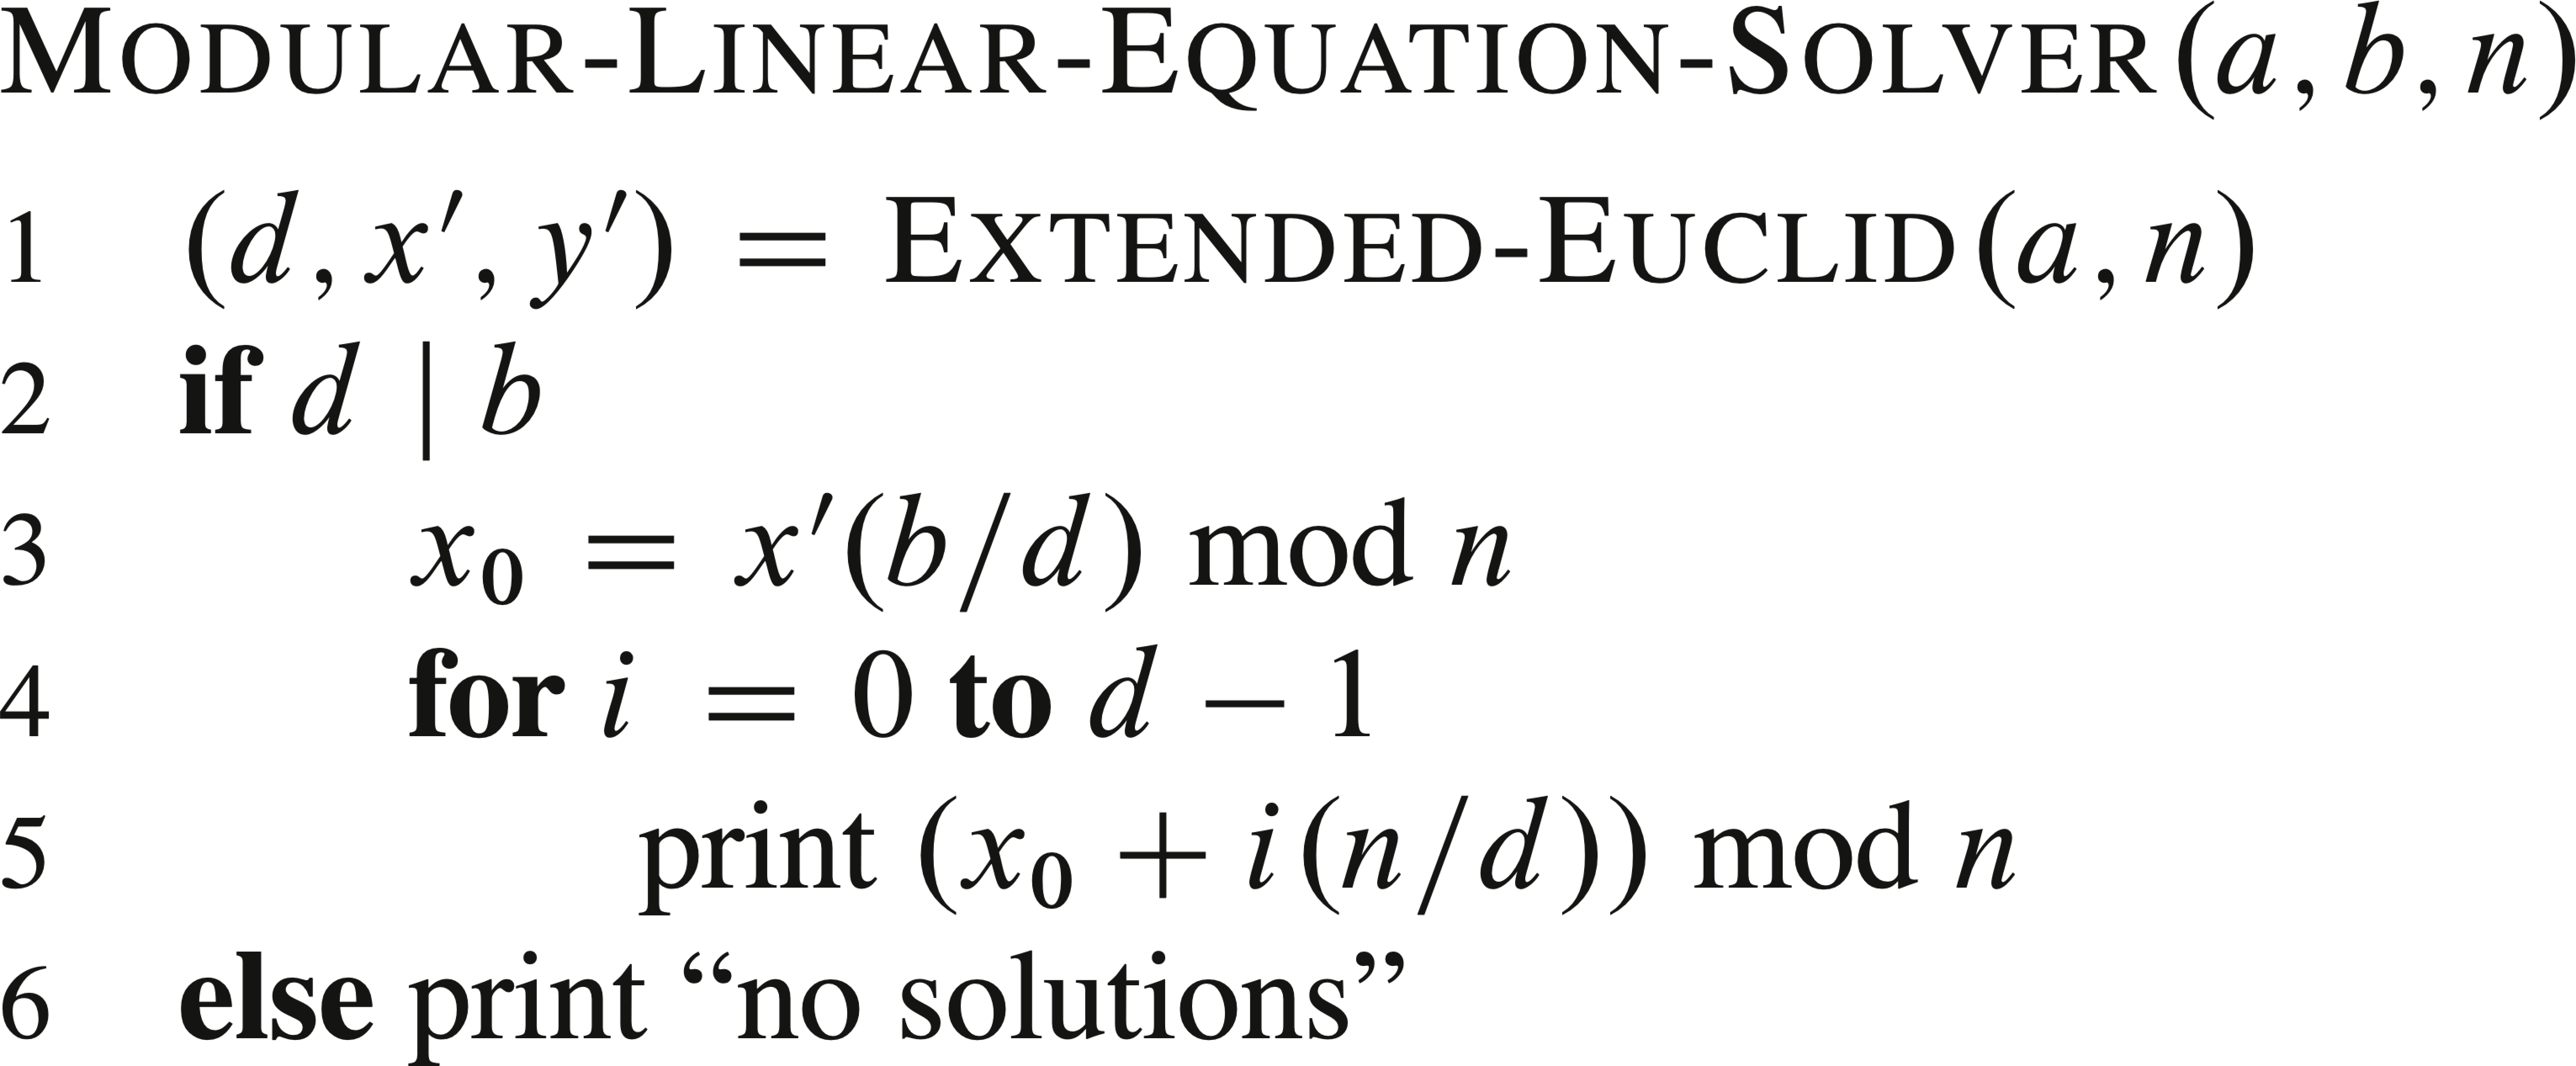 MODULAR-LINEAR-EQUATION-SOLVER(a, b, n)
1 (d, x′, y′) = EXTENDED-EUCLID(a, n)
2 if d | b
3 x₀ = x′(b/d) mod n
4 for i = 0 to d − 1
5 print (x₀ + i(n/d)) mod n
6 else print “no solutions”